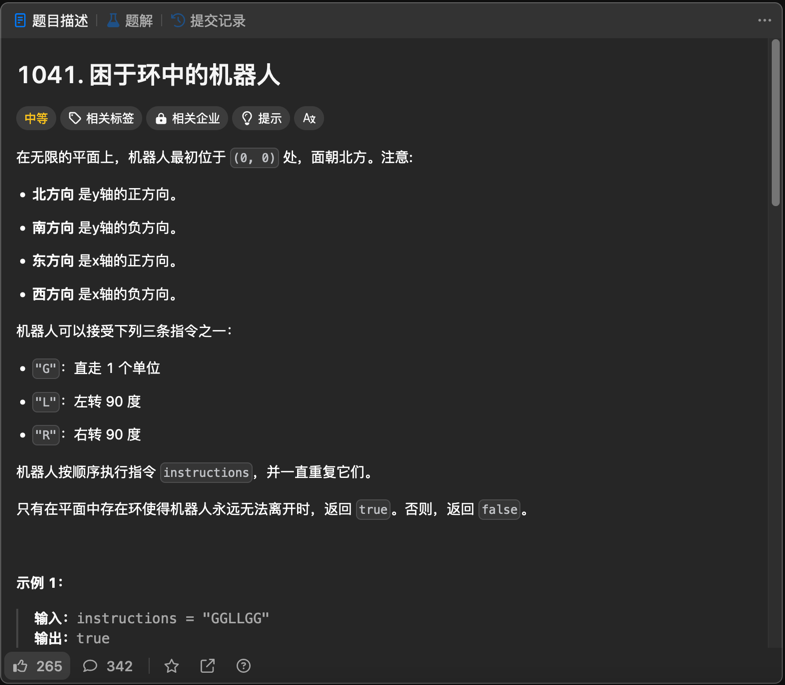 题目描述 题解 提交记录
1041. 困于环中的机器人
中等 相关标签 相关企业 提示
在无限的平面上，机器人最初位于 (0, 0) 处，面朝北方。注意:
• 北方向 是y轴的正方向。
• 南方向 是y轴的负方向。
• 东方向 是x轴的正方向。
• 西方向 是x轴的负方向。
机器人可以接受下列三条指令之一：
• "G"：直走 1 个单位
• "L"：左转 90 度
• "R"：右转 90 度
机器人按顺序执行指令 instructions，并一直重复它们。
只有在平面中存在环使得机器人永远无法离开时，返回 true。否则，返回 false。
示例 1：
输入：instructions = "GGLLGG"
输出：true
265 342